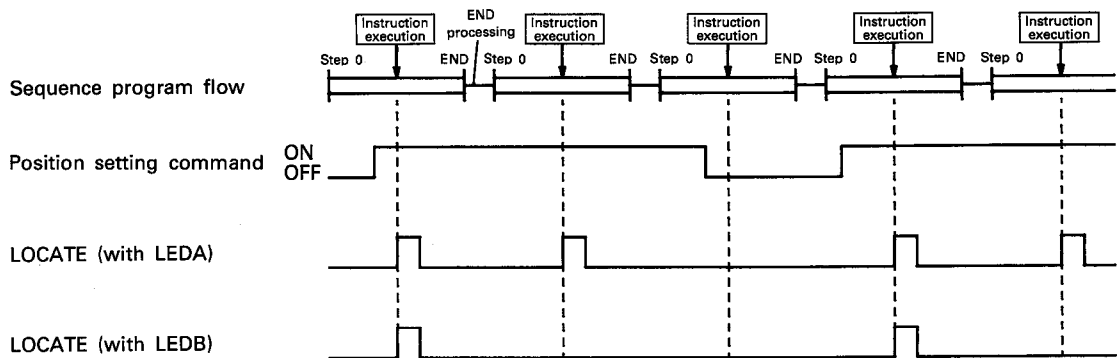 Instruction execution
END processing
Instruction execution
Instruction execution
Instruction execution
Instruction execution
Step 0 END Step 0 END Step 0 END Step 0 END Step 0
Sequence program flow
Position setting command ON
OFF
LOCATE (with LEDA)
LOCATE (with LEDB)